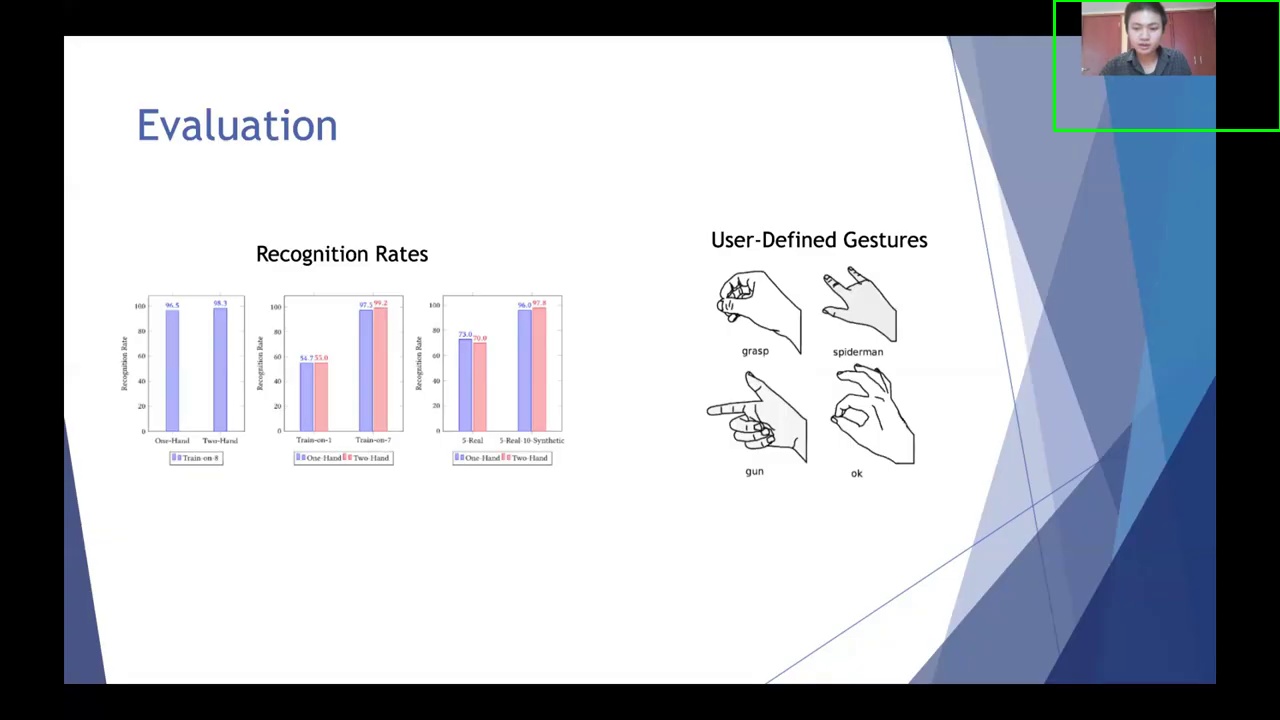 Evaluation
Recognition Rates
User-Defined Gestures
Recognition Rate
100
80
60
40
20
0
96.5
98.3
One-Hand
Two-Hand
Train-on-8
Recognition Rate
100
80
60
40
20
0
54.7
55.0
97.5
99.2
Train-on-1
Train-on-7
One-Hand Two-Hand
Recognition Rate
100
80
60
40
20
0
73.0
70.0
96.0
97.8
5-Real
5-Real-10-Synthetic
One-Hand Two-Hand
grasp
spiderman
gun
ok